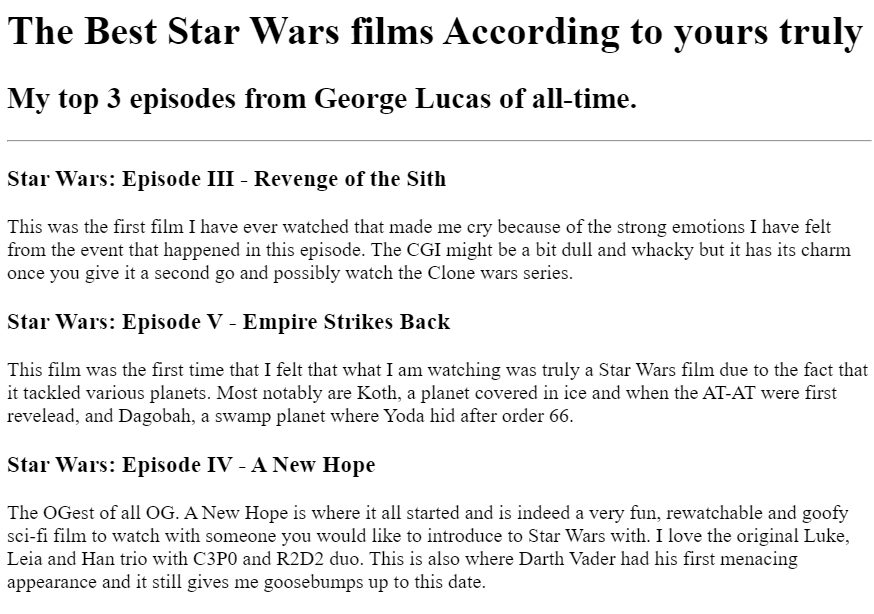 The Best Star Wars films According to yours truly
My top 3 episodes from George Lucas of all-time.
Star Wars: Episode III - Revenge of the Sith
This was the first film I have ever watched that made me cry because of the strong emotions I have felt
from the event that happened in this episode. The CGI might be a bit dull and whacky but it has its charm
once you give it a second go and possibly watch the Clone wars series.
Star Wars: Episode V - Empire Strikes Back
This film was the first time that I felt that what I am watching was truly a Star Wars film due to the fact that
it tackled various planets. Most notably are Koth, a planet covered in ice and when the AT-AT were first
revelead, and Dagobah, a swamp planet where Yoda hid after order 66.
Star Wars: Episode IV - A New Hope
The OGest of all OG. A New Hope is where it all started and is indeed a very fun, rewatchable and goofy
sci-fi film to watch with someone you would like to introduce to Star Wars with. I love the original Luke,
Leia and Han trio with C3P0 and R2D2 duo. This is also where Darth Vader had his first menacing
appearance and it still gives me goosebumps up to this date.